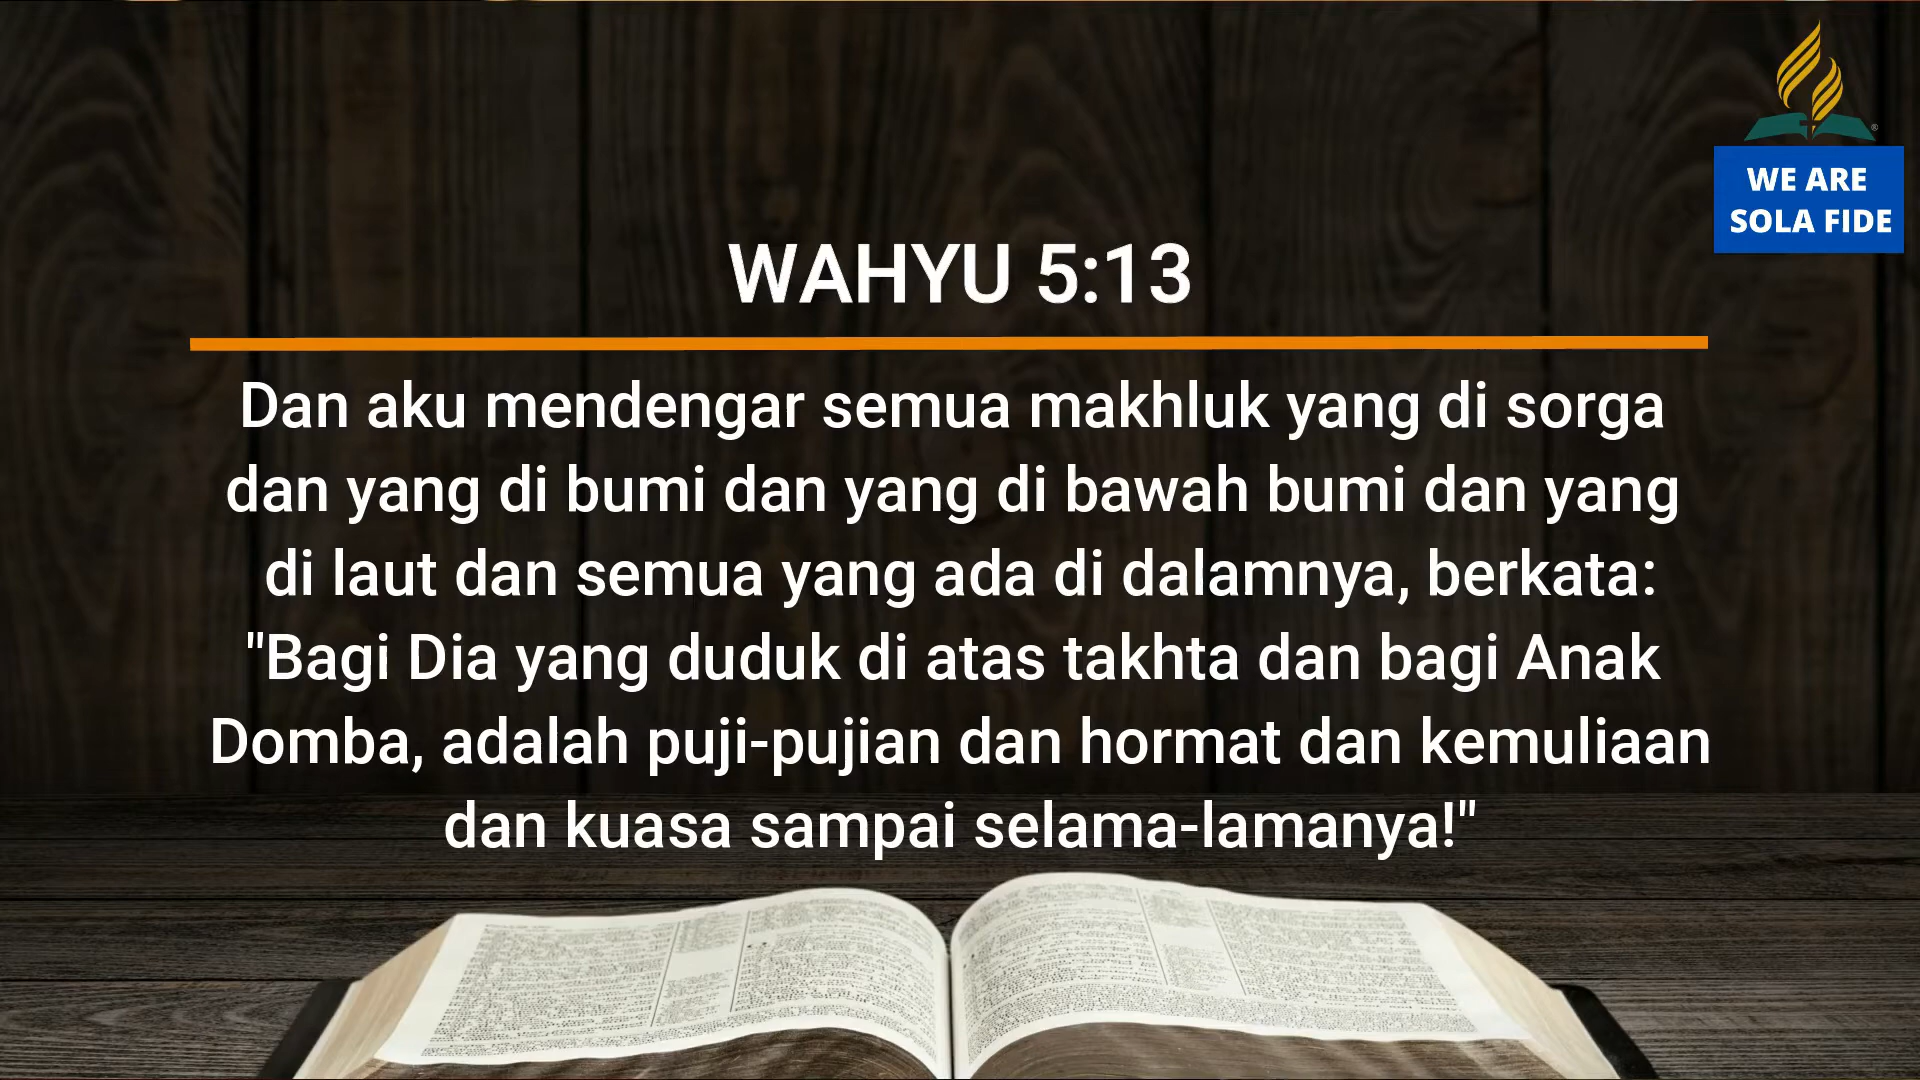 WE ARE
SOLA FIDE
WAHYU 5:13
Dan aku mendengar semua makhluk yang di sorga
dan yang di bumi dan yang di bawah bumi dan yang
di laut dan semua yang ada di dalamnya, berkata:
"Bagi Dia yang duduk di atas takhta dan bagi Anak
Domba, adalah puji-pujian dan hormat dan kemuliaan
dan kuasa sampai selama-lamanya!"